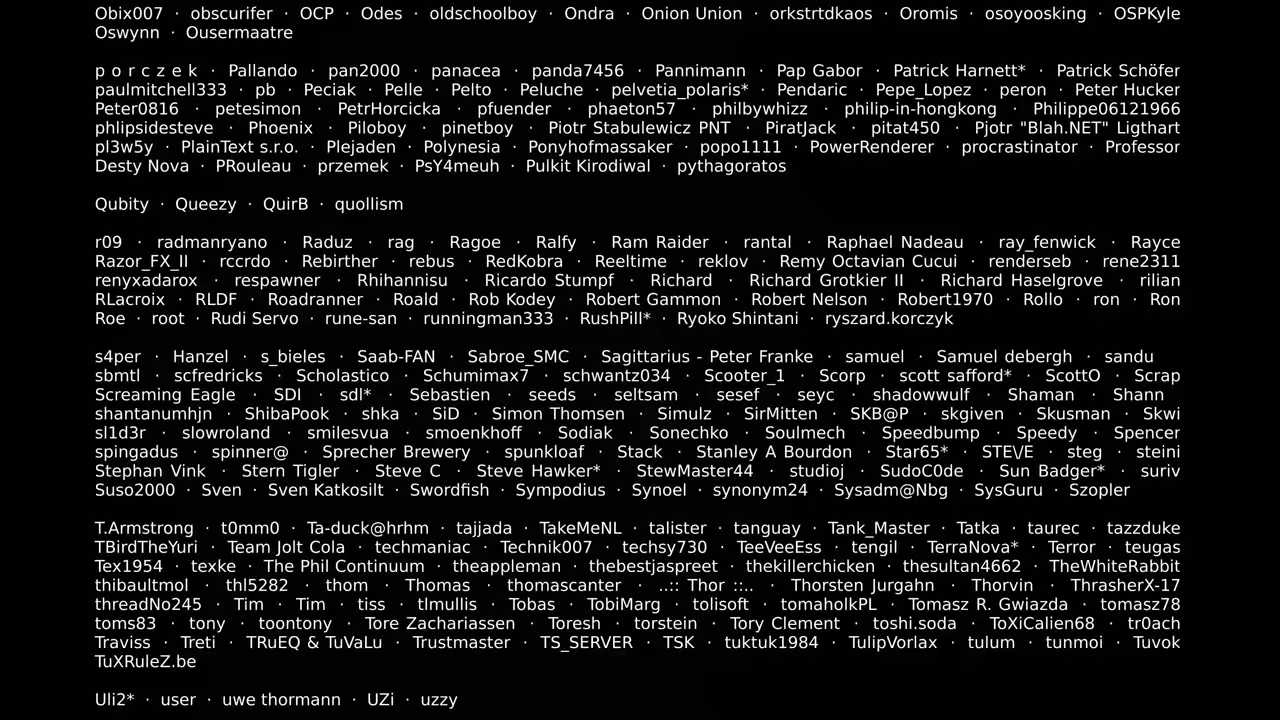 Obix007 · obscurifer · OCP · Odes · oldschoolboy · Ondra · Onion Union · orkstrtdkaos · Oromis · osoyoosking · OSPKyle
Oswynn · Ousermaatre
p o r c z e k · Pallando · pan2000 · panacea · panda7456 · Pannimann · Pap Gabor · Patrick Harnett* · Patrick Schöfer
paulmitchell333 · pb · Peciak · Pelle · Pelto · Peluche · pelvetia_polaris* · Pendaric · Pepe_Lopez · peron · Peter Hucker
Peter0816 · petesimon · PetrHorcicka · pfuender · phaeton57 · philbywhizz · philip-in-hongkong · Philippe06121966
phlipsidesteve · Phoenix · Piloboy · pinetboy · Piotr Stabulewicz PNT · PiratJack · pitat450 · Pjotr "Blah.NET" Ligthart
pl3w5y · PlainText s.r.o. · Plejaden · Polynesia · Ponyhofmassaker · popo1111 · PowerRenderer · procrastinator · Professor
Desty Nova · PRouleau · przemek · PsY4meuh · Pulkit Kirodiwal · pythagoratos
Qubity · Queezy · QuirB · quollism
r09 · radmanryano · Raduz · rag · Ragoe · Ralfy · Ram Raider · rantal · Raphael Nadeau · ray_fenwick · Rayce
Razor_FX_II · rccrdo · Rebirther · rebus · RedKobra · Reeltime · reklov · Remy Octavian Cucui · renderseb · rene2311
renyxadarox · respawner · Rhihannisu · Ricardo Stumpf · Richard · Richard Grotkier II · Richard Haselgrove · rilian
RLacroix · RLDF · Roadranner · Roald · Rob Kodey · Robert Gammon · Robert Nelson · Robert1970 · Rollo · ron · Ron
Roe · root · Rudi Servo · rune-san · runningman333 · RushPill* · Ryoko Shintani · ryszard.korczyk
s4per · Hanzel · s_bieles · Saab-FAN · Sabroe_SMC · Sagittarius - Peter Franke · samuel · Samuel debergh · sandu
sbmtl · scfredricks · Scholastico · Schumimax7 · schwantz034 · Scooter_1 · Scorp · scott safford* · ScottO · Scrap
Screaming Eagle · SDI · sdl* · Sebastien · seeds · seltsam · sesef · seyc · shadowwulf · Shaman · Shann
shantanumhjn · ShibaPook · shka · SiD · Simon Thomsen · Simulz · SirMitten · SKB@P · skgiven · Skusman · Skwi
sl1d3r · slowroland · smilesvua · smoenkhoff · Sodiak · Sonechko · Soulmech · Speedbump · Speedy · Spencer
spingadus · spinner@ · Sprecher Brewery · spunkloaf · Stack · Stanley A Bourdon · Star65* · STE\/E · steg · steini
Stephan Vink · Stern Tigler · Steve C · Steve Hawker* · StewMaster44 · studioj · SudoC0de · Sun Badger* · suriv
Suso2000 · Sven · Sven Katkosilt · Swordfish · Sympodius · Synoel · synonym24 · Sysadm@Nbg · SysGuru · Szopler
T.Armstrong · t0mm0 · Ta-duck@hrhm · tajjada · TakeMeNL · talister · tanguay · Tank_Master · Tatka · taurec · tazzduke
TBirdTheYuri · Team Jolt Cola · techmaniac · Technik007 · techsy730 · TeeVeeEss · tengil · TerraNova* · Terror · teugas
Tex1954 · texke · The Phil Continuum · theappleman · thebestjaspreet · thekillerchicken · thesultan4662 · TheWhiteRabbit
thibaultmol · thl5282 · thom · Thomas · thomascanter · ..:: Thor ::.. · Thorsten Jurgahn · Thorvin · ThrasherX-17
threadNo245 · Tim · Tim · tiss · tlmullis · Tobas · TobiMarg · tolisoft · tomaholkPL · Tomasz R. Gwiazda · tomasz78
toms83 · tony · toontony · Tore Zachariassen · Toresh · torstein · Tory Clement · toshi.soda · ToXiCalien68 · tr0ach
Traviss · Treti · TRuEQ & TuVaLu · Trustmaster · TS_SERVER · TSK · tuktuk1984 · TulipVorlax · tulum · tunmoi · Tuvok
TuXRuleZ.be
Uli2* · user · uwe thormann · UZi · uzzy